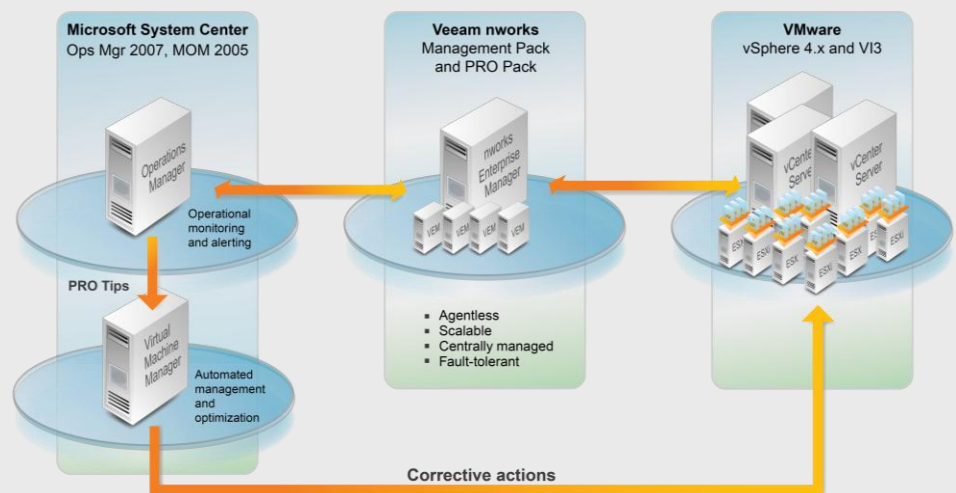 Microsoft System Center
Ops Mgr 2007, MOM 2005
Operations
Manager
Operational
monitoring
and alerting
PRO Tips
Virtual
Machine
Manager
Automated
management
and
optimization
Veeam nworks
Management Pack
and PRO Pack
nworks
Enterprise
Manager
VEM
VEM
VEM
VEM
▪ Agentless
▪ Scalable
▪ Centrally managed
▪ Fault-tolerant
VMware
vSphere 4.x and VI3
vCenter
Server
vCenter
Server
ESX
ESXi
ESX
ESXi
ESX
ESXi
Corrective actions